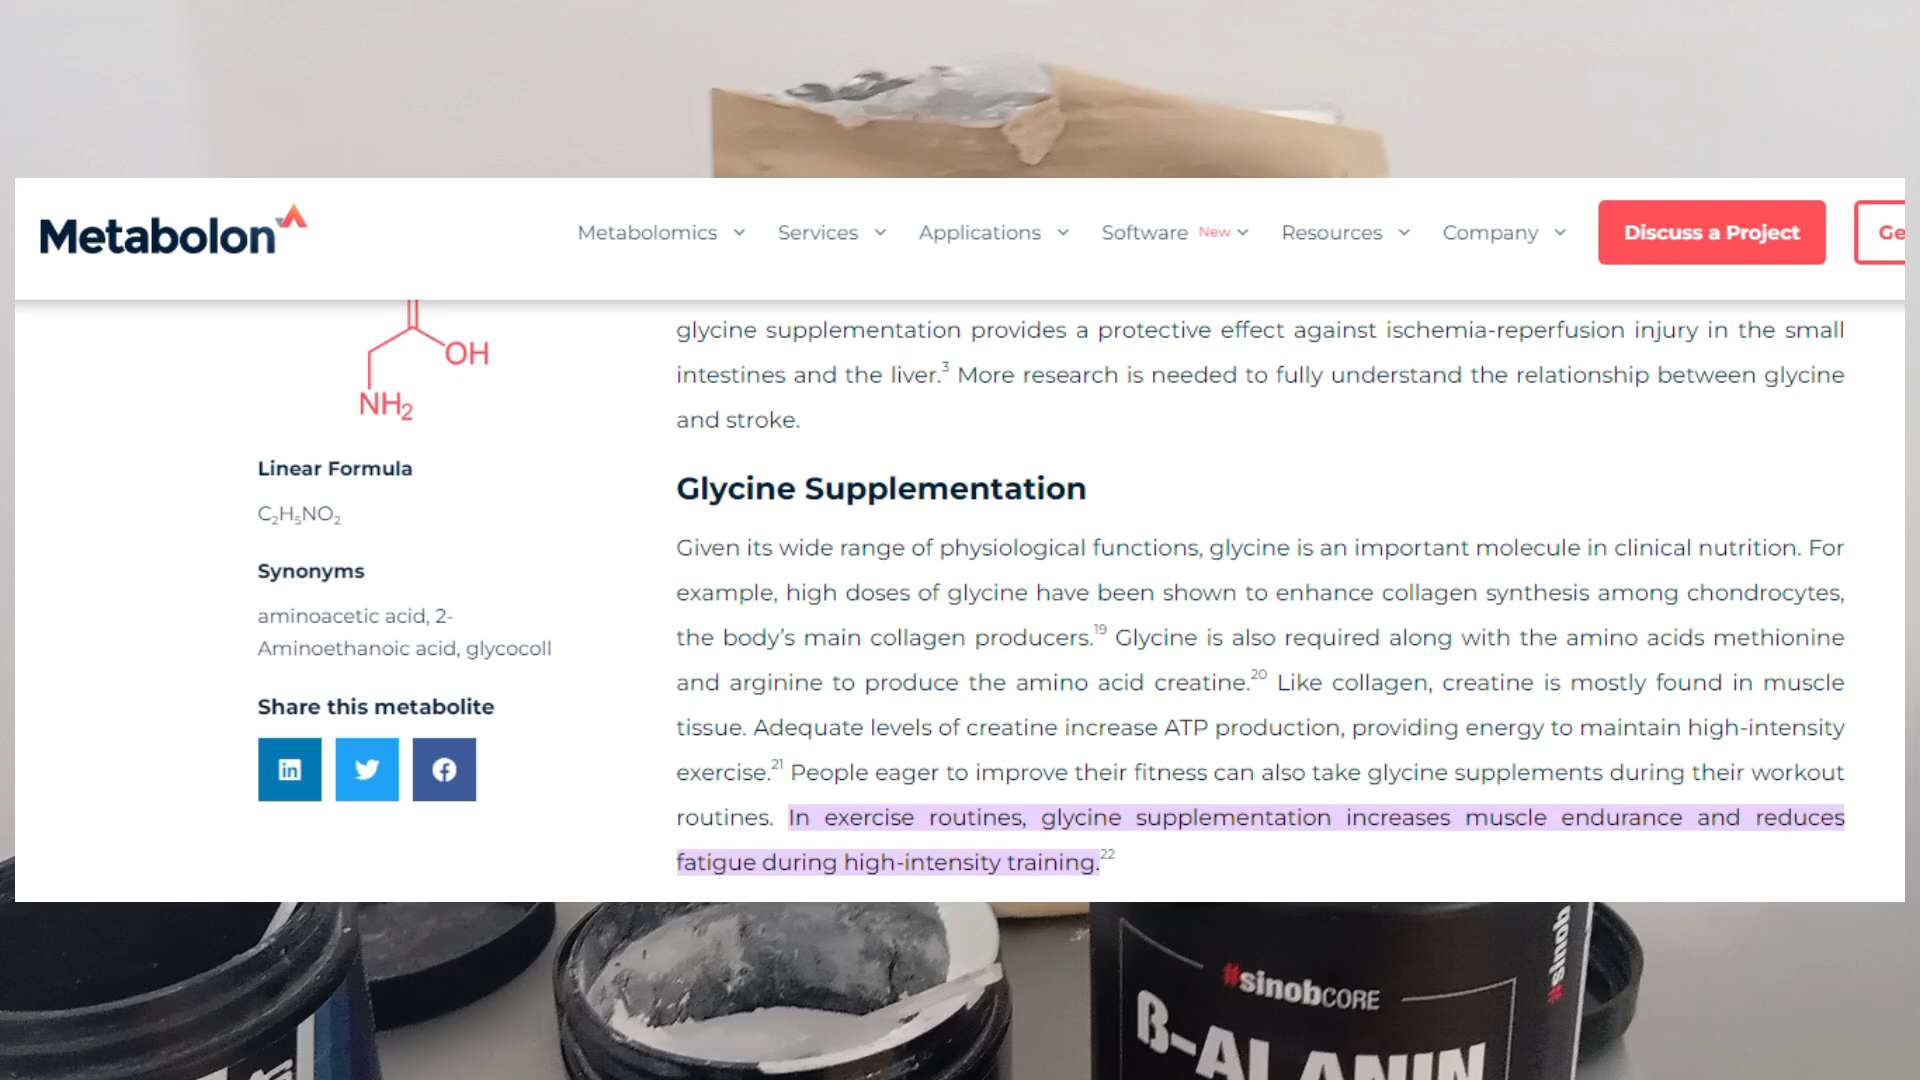 Metabolon
Metabolomics Services Applications Software New Resources Company Discuss a Project Ge
OH
NH₂
Linear Formula
C₂H₅NO₂
Synonyms
aminoacetic acid, 2-
Aminoethanoic acid, glycocoll
Share this metabolite
in
glycine supplementation provides a protective effect against ischemia-reperfusion injury in the small
intestines and the liver.³ More research is needed to fully understand the relationship between glycine
and stroke.
Glycine Supplementation
Given its wide range of physiological functions, glycine is an important molecule in clinical nutrition. For
example, high doses of glycine have been shown to enhance collagen synthesis among chondrocytes,
the body’s main collagen producers.¹⁹ Glycine is also required along with the amino acids methionine
and arginine to produce the amino acid creatine.²⁰ Like collagen, creatine is mostly found in muscle
tissue. Adequate levels of creatine increase ATP production, providing energy to maintain high-intensity
exercise.²¹ People eager to improve their fitness can also take glycine supplements during their workout
routines. In exercise routines, glycine supplementation increases muscle endurance and reduces
fatigue during high-intensity training.²²
#sinobCORE
ß-ALANIN
#sinob